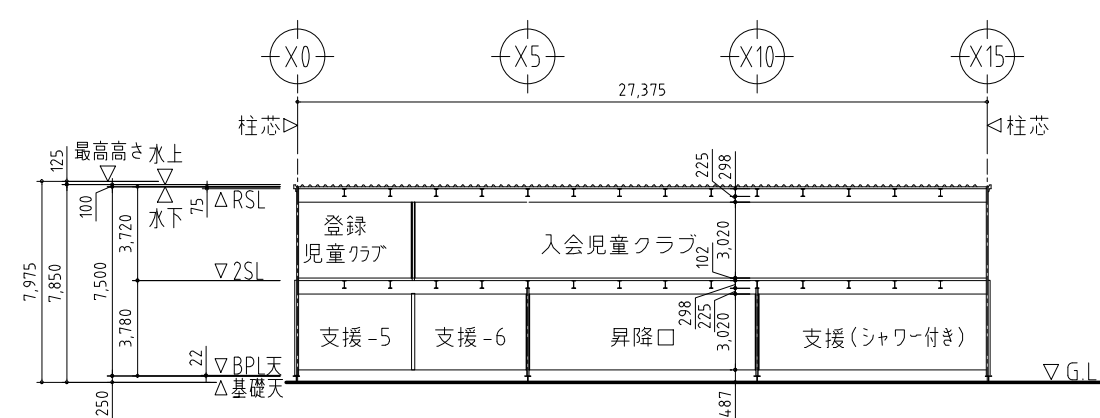 X0 X5 X10 X15
27,375
柱芯 柱芯
最高高さ 水上
125
225 298
100
75
RSL
水下
登録
児童クラブ
入会児童クラブ
3,720
3,020
102
2SL
7,975
7,850
7,500
3,780
298
225
3,020
支援-5 支援-6 昇降口 支援(シャワー付き)
22
BPL天
基礎天
G.L
250
487